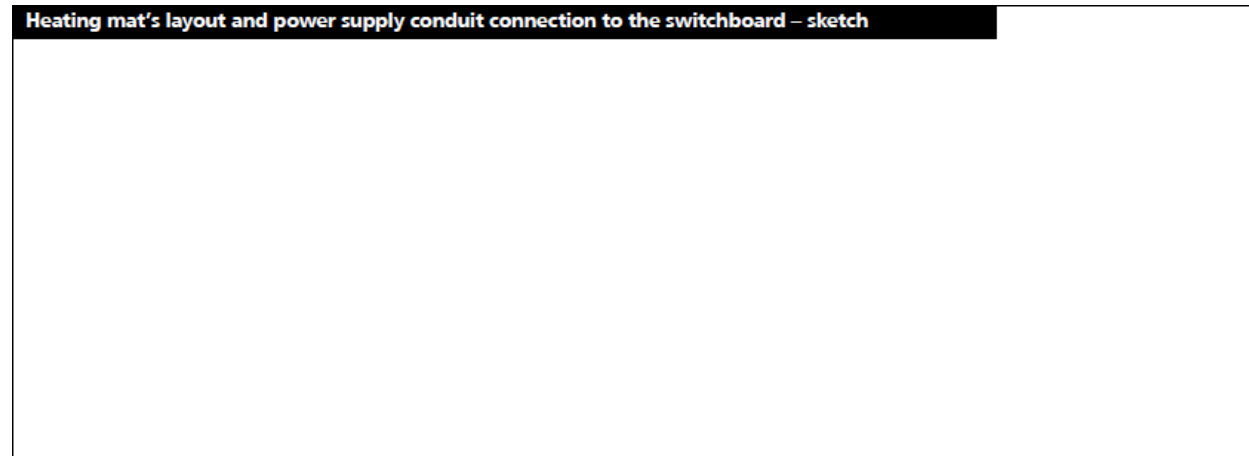 Heating mat’s layout and power supply conduit connection to the switchboard – sketch